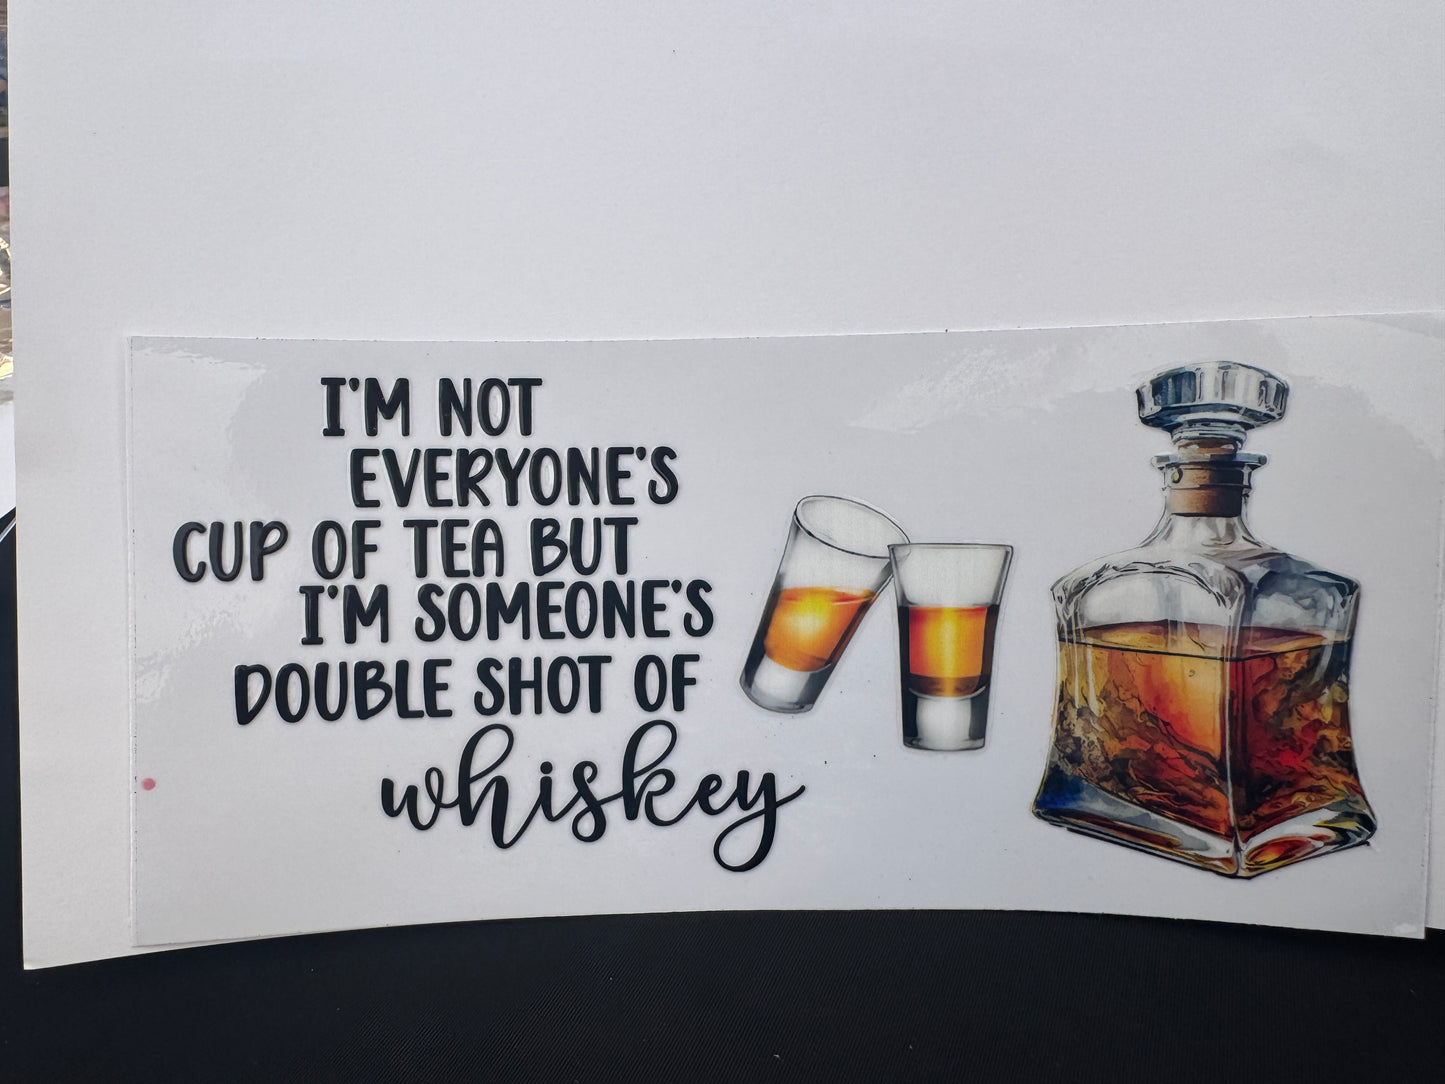 I'M NOT
EVERYONE'S
CUP OF TEA BUT
I'M SOMEONE'S
DOUBLE SHOT OF
whiskey